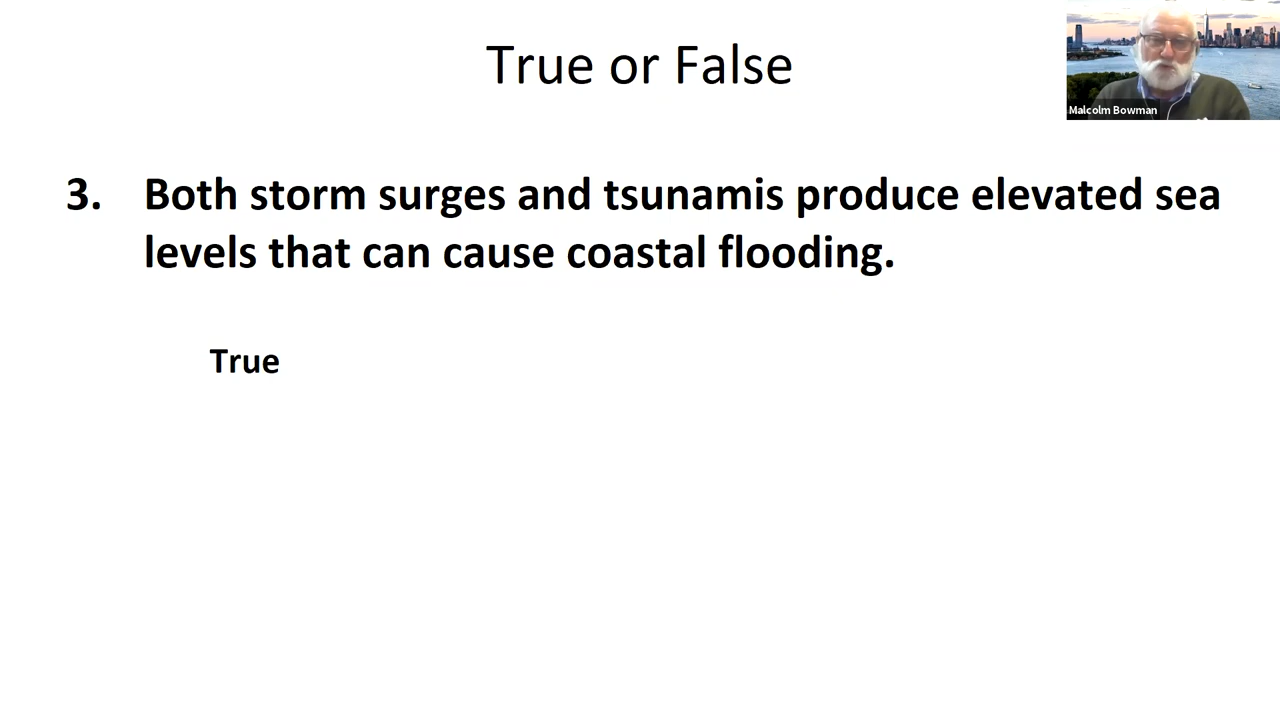 True or False
Malcolm Bowman
3. Both storm surges and tsunamis produce elevated sea
levels that can cause coastal flooding.
True